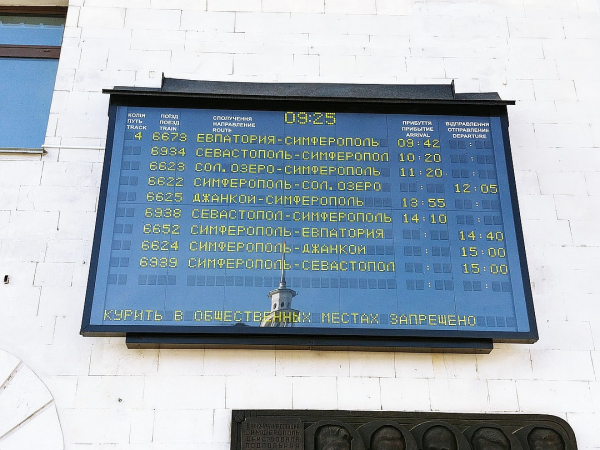 09:25
КОЛІЯ ПОЇЗД СПОЛУЧЕННЯ ПРИБУТТЯ ВІДПРАВЛЕННЯ
ПУТЬ ПОЕЗД НАПРАВЛЕНИЕ ПРИБЫТИЕ ОТПРАВЛЕНИЕ
TRACK TRAIN ROUTE ARRIVAL DEPARTURE
4 6673 ЕВПАТОРИЯ-СИМФЕРОПОЛЬ 09:42
6934 СЕВАСТОПОЛЬ-СИМФЕРОПОЛ 10:20
6623 СОЛ.ОЗЕРО-СИМФЕРОПОЛЬ 11:20
6622 СИМФЕРОПОЛЬ-СОЛ.ОЗЕРО 12:05
6625 ДЖАНКОЙ-СИМФЕРОПОЛЬ 13:55
6938 СЕВАСТОПОЛ-СИМФЕРОПОЛЬ 14:10
6652 СИМФЕРОПОЛЬ-ЕВПАТОРИЯ 14:40
6624 СИМФЕРОПОЛЬ-ДЖАНКОЙ 15:00
6939 СИМФЕРОПОЛЬ-СЕВАСТОПОЛ 15:00
КУРИТЬ В ОБЩЕСТВЕННЫХ МЕСТАХ ЗАПРЕЩЕНО